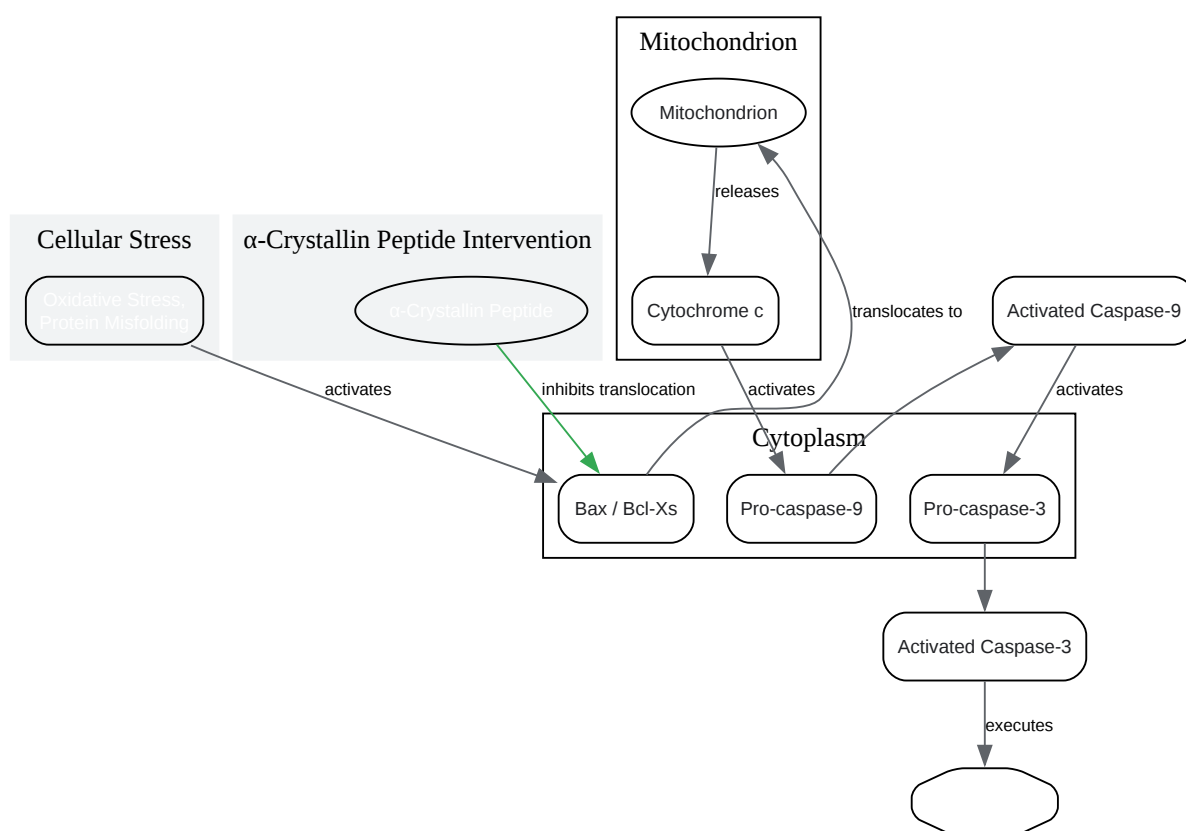 Mitochondrion
Mitochondrion
releases
Cellular Stress
α-Crystallin Peptide Intervention
Oxidative Stress,
Protein Misfolding
α-Crystallin Peptide
Cytochrome c
translocates to
Activated Caspase-9
activates
inhibits translocation
activates
activates
Cytoplasm
Bax / Bcl-Xs
Pro-caspase-9
Pro-caspase-3
Activated Caspase-3
executes